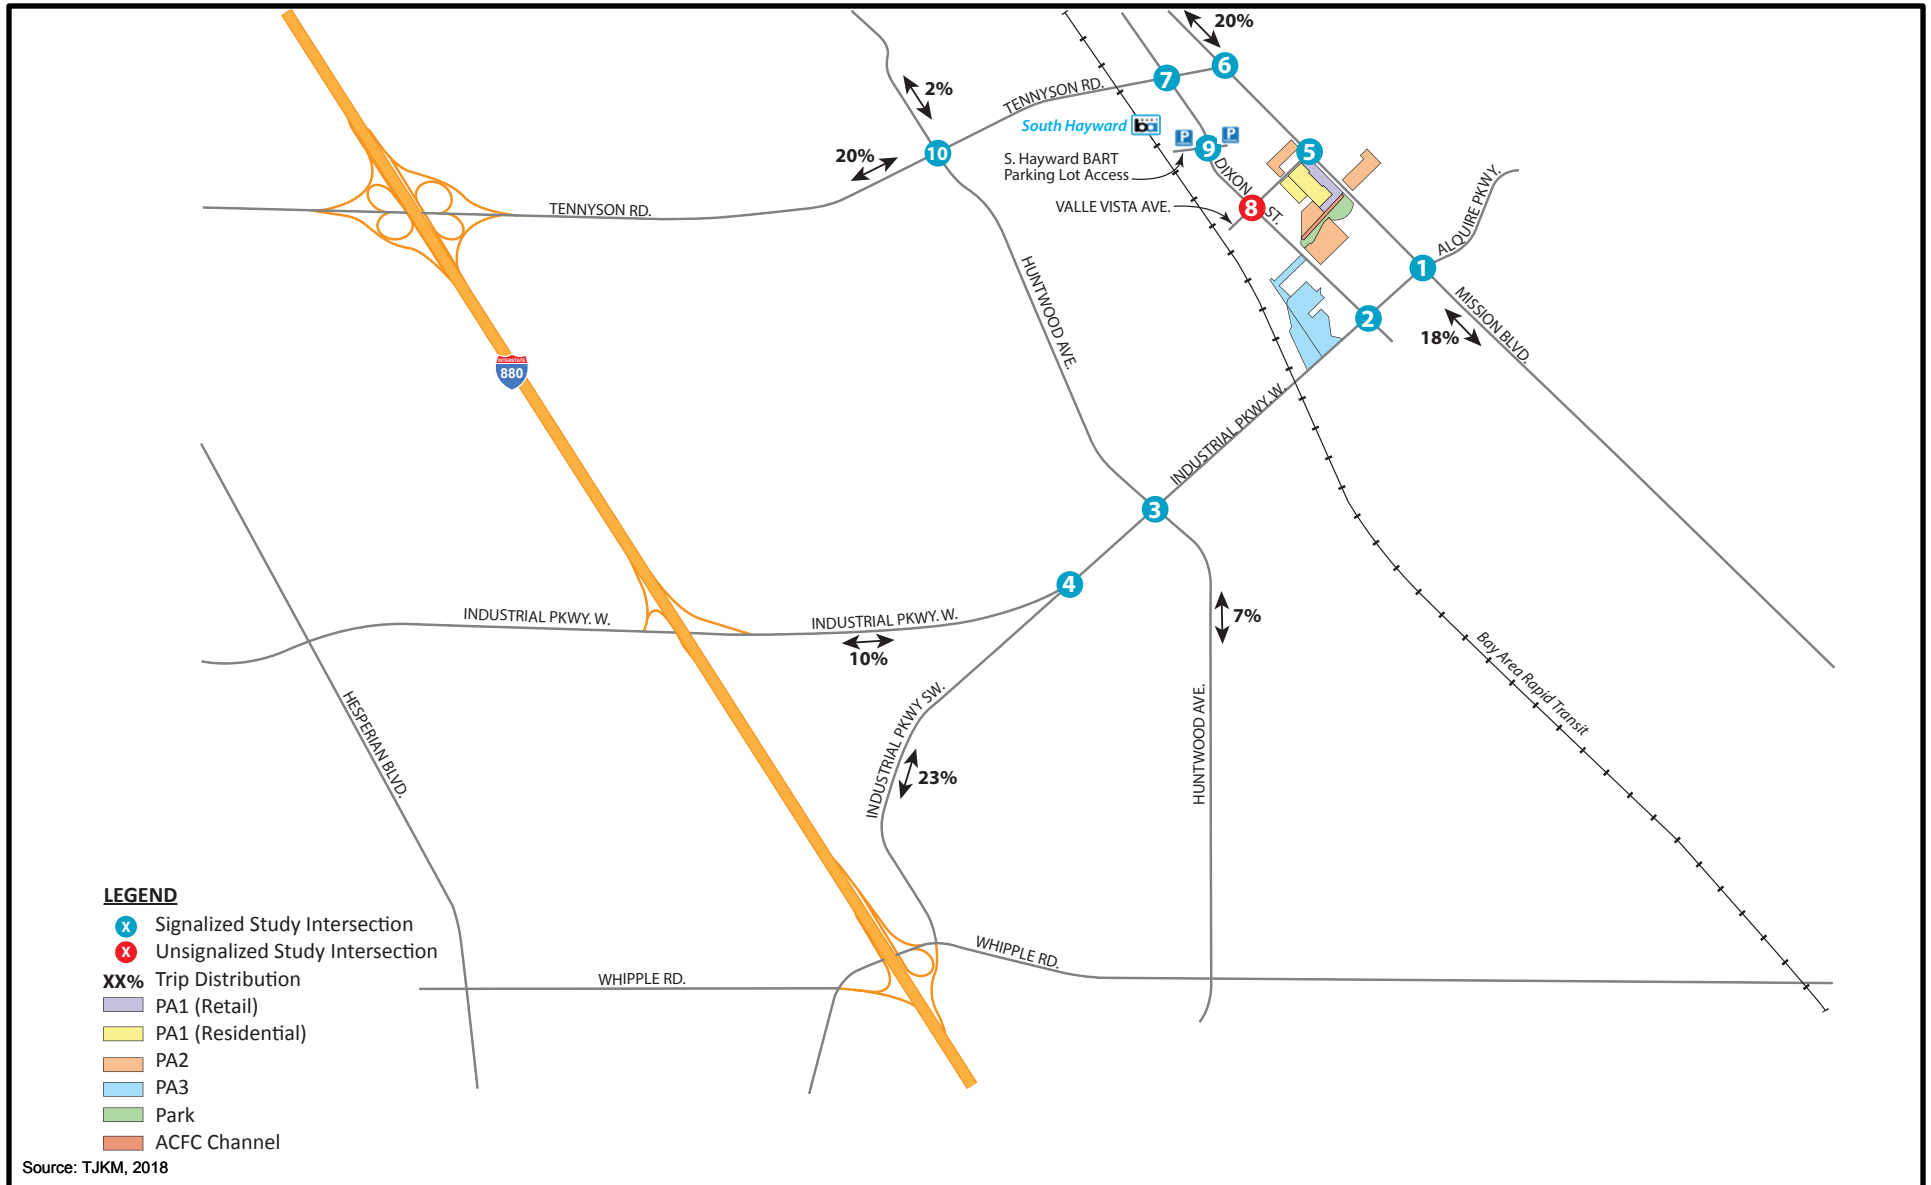 20%
6
7
2%
TENNYSON RD.
South Hayward
ba
P
P
10
20%
9
5
S. Hayward BART
Parking Lot Access
DIXON ST.
VALLE VISTA AVE.
8
TENNYSON RD.
ALQUIRE PKWY.
1
HUNTWOOD AVE.
MISSION BLVD.
2
18%
INTERSTATE
880
INDUSTRIAL PKWY. W.
3
4
INDUSTRIAL PKWY. W.
INDUSTRIAL PKWY. W.
10%
7%
Bay Area Rapid Transit
HESPERIAN BLVD.
INDUSTRIAL PKWY SW.
HUNTWOOD AVE.
23%
WHIPPLE RD.
WHIPPLE RD.
LEGEND
X Signalized Study Intersection
X Unsignalized Study Intersection
XX% Trip Distribution
PA1 (Retail)
PA1 (Residential)
PA2
PA3
Park
ACFC Channel
Source: TJKM, 2018